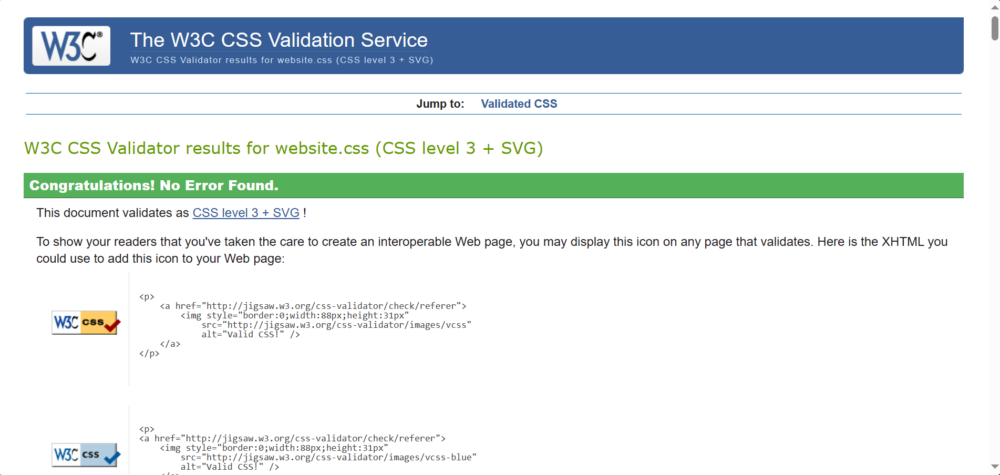 W3C®
The W3C CSS Validation Service
W3C CSS Validator results for website.css (CSS level 3 + SVG)
Jump to: Validated CSS
W3C CSS Validator results for website.css (CSS level 3 + SVG)
Congratulations! No Error Found.
This document validates as CSS level 3 + SVG !
To show your readers that you've taken the care to create an interoperable Web page, you may display this icon on any page that validates. Here is the XHTML you
could use to add this icon to your Web page:
W3C css
<p>
    <a href="http://jigsaw.w3.org/css-validator/check/referer">
        <img style="border:0;width:88px;height:31px"
            src="http://jigsaw.w3.org/css-validator/images/vcss"
            alt="Valid CSS!" />
    </a>
</p>
W3C css
<p>
<a href="http://jigsaw.w3.org/css-validator/check/referer">
    <img style="border:0;width:88px;height:31px"
        src="http://jigsaw.w3.org/css-validator/images/vcss-blue"
        alt="Valid CSS!" />